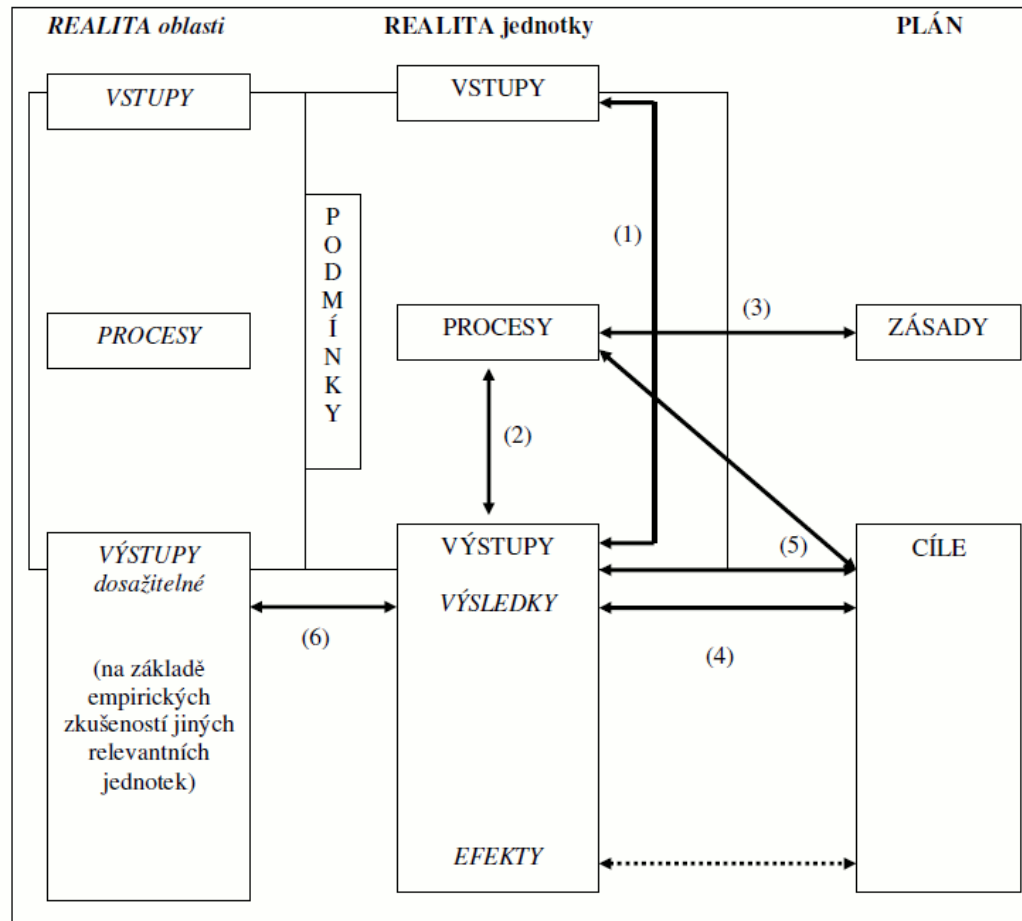 REALITA oblasti
REALITA jednotky
PLÁN
VSTUPY
VSTUPY
P
O
D
M
Í
N
K
Y
(1)
PROCESY
PROCESY
(3)
ZÁSADY
(2)
VÝSTUPY
dosažitelné
(na základě
empirických
zkušeností jiných
relevantních
jednotek)
(6)
VÝSTUPY
VÝSLEDKY
EFEKTY
(5)
(4)
CÍLE